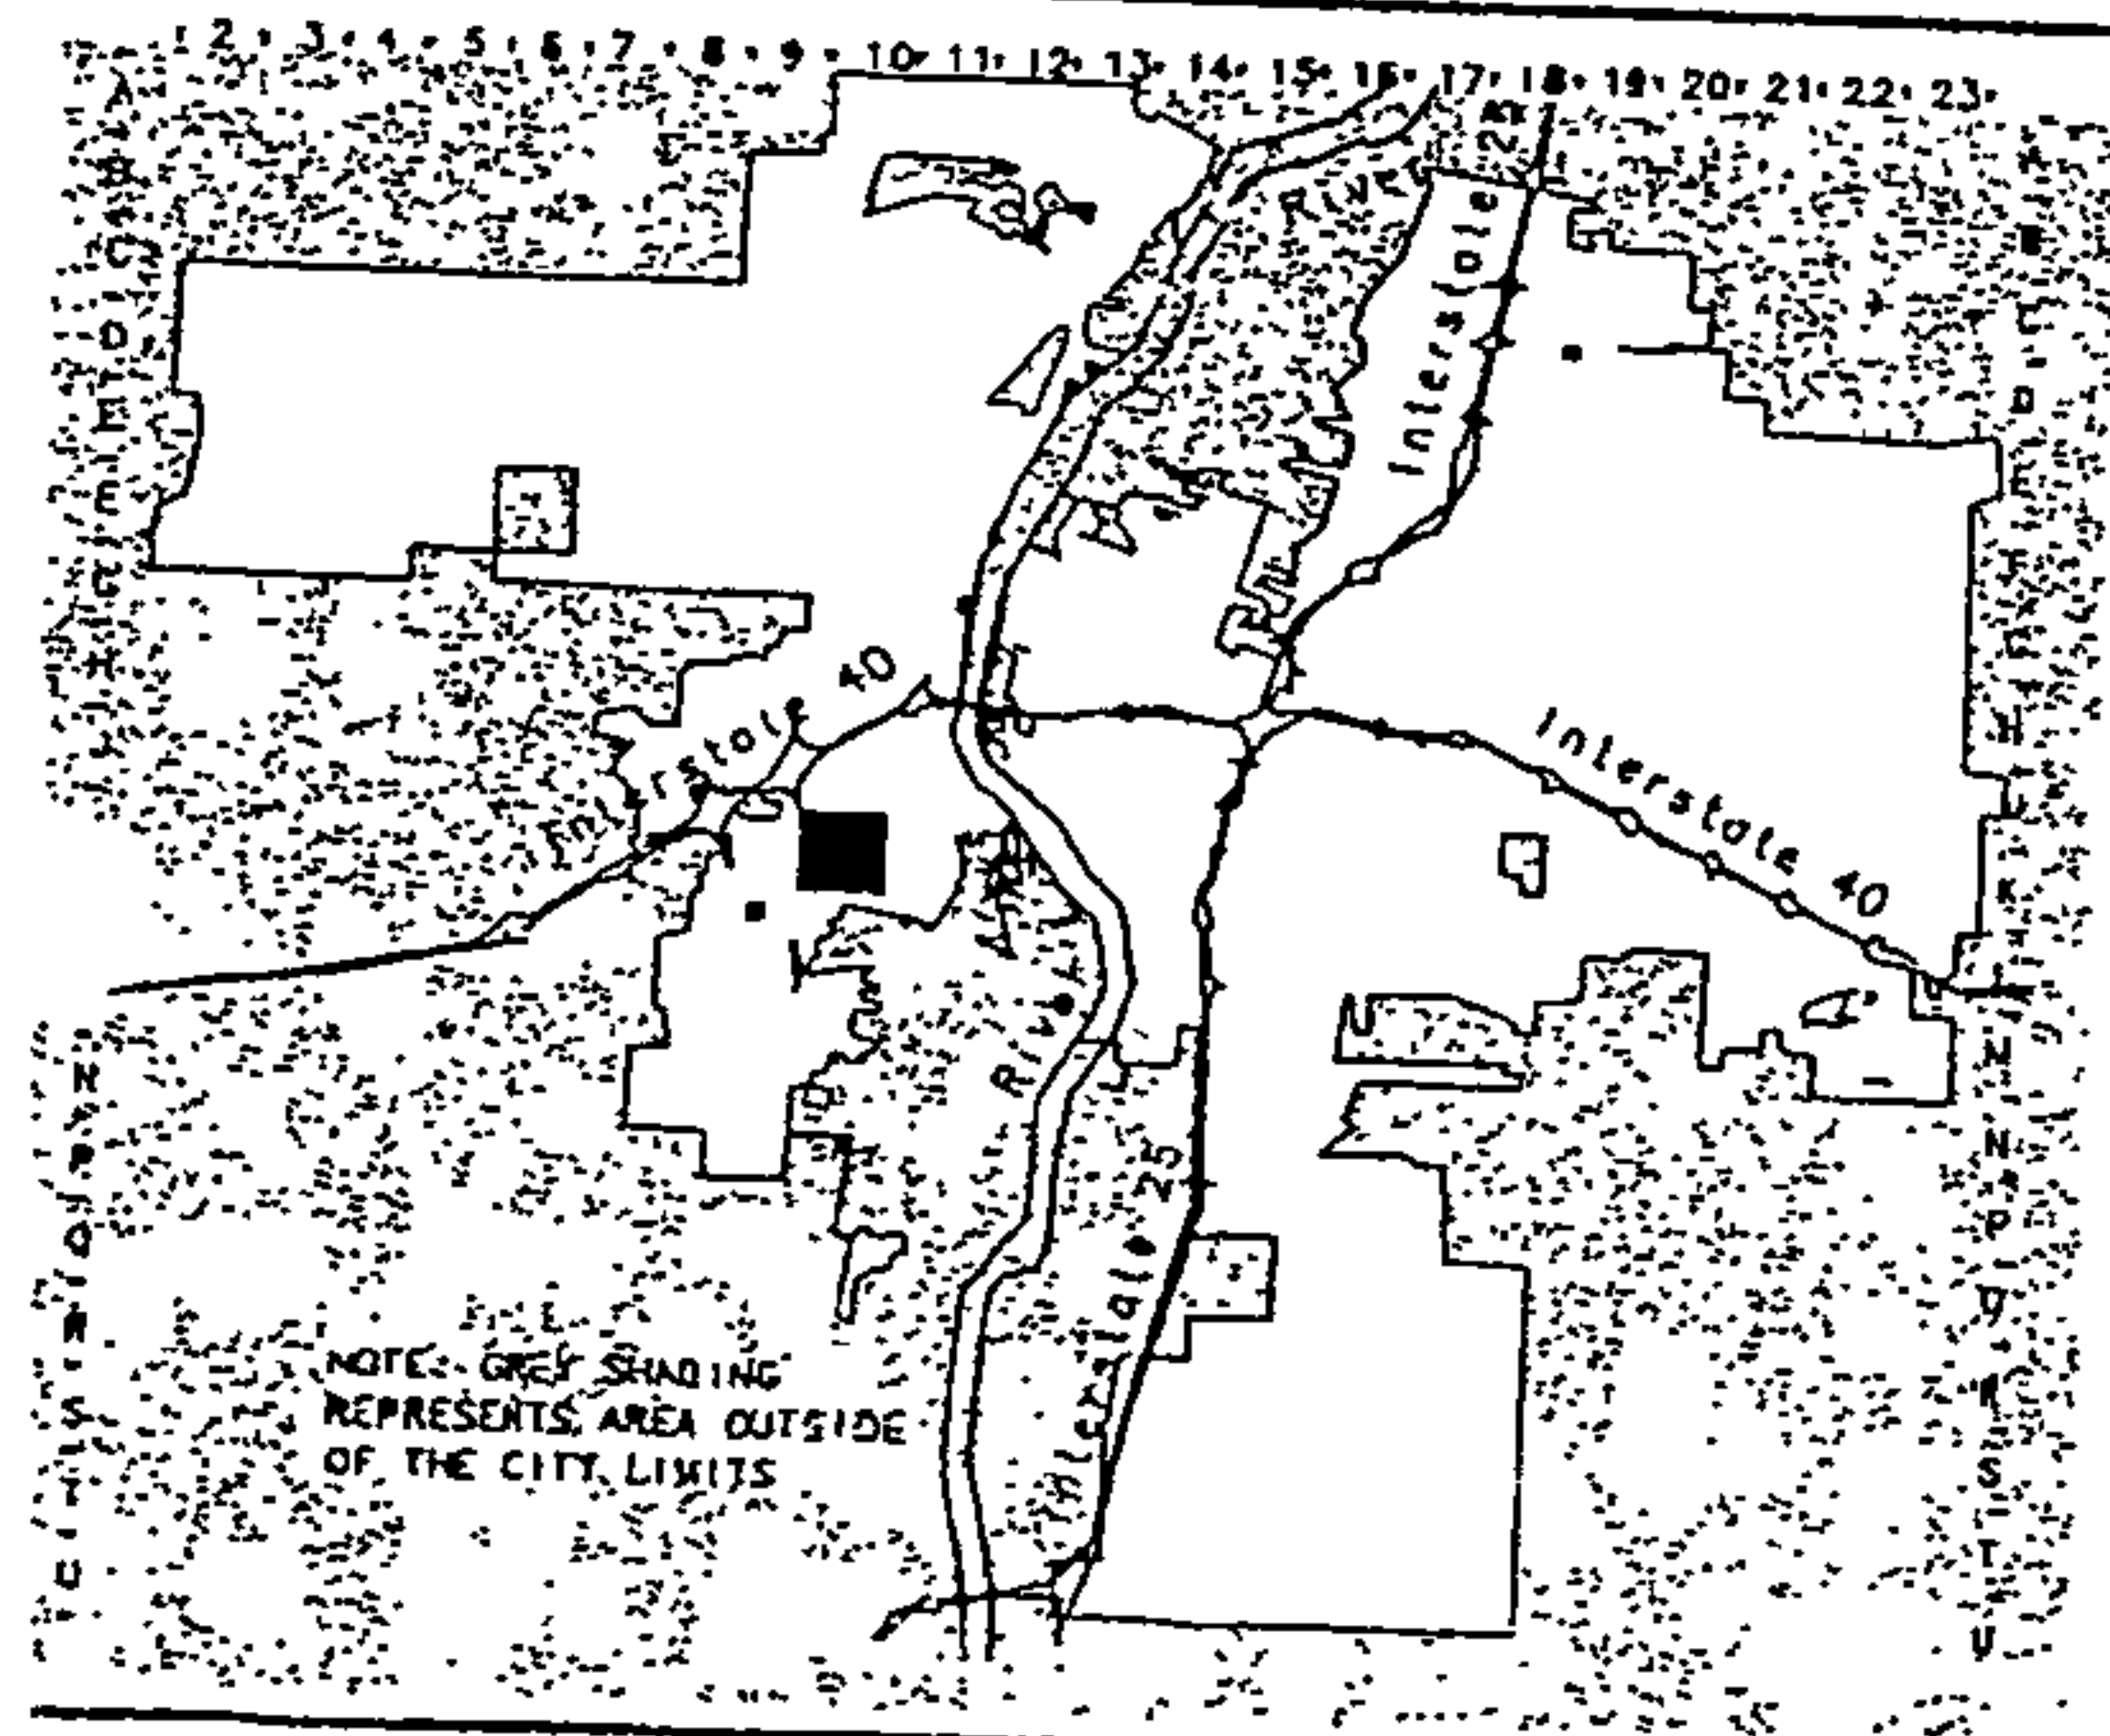 1 2 3 4 5 6 7 8 9 10 11 12 13 14 15 16 17 18 19 20 21 22 23
A
B
C
D
E
F
G
H
J
K
N
P
Q
R
S
T
U
River
Interstate 25
Interstate 40
Interstate 40
River
Interstate 25
NOTE: GREY SHADING
REPRESENTS AREA OUTSIDE
OF THE CITY LIMITS
A
B
C
D
E
F
G
H
J
K
M
N
P
Q
R
S
T
U